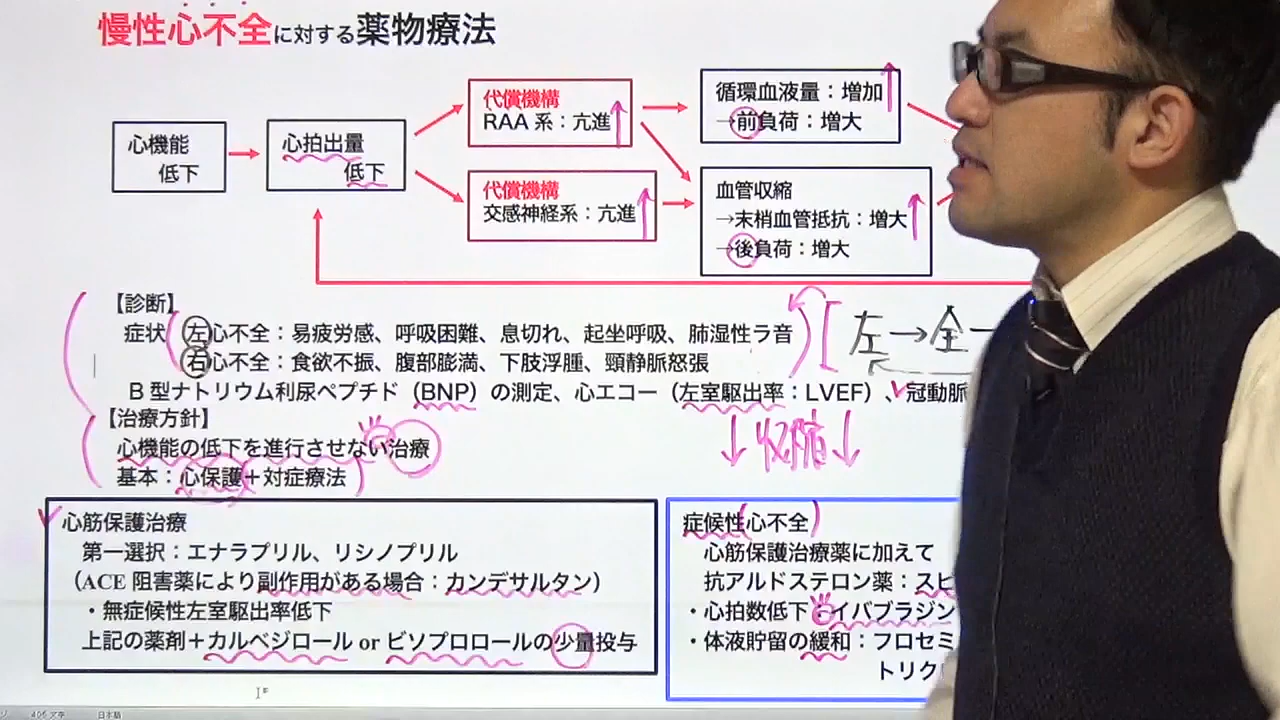 慢性心不全に対する薬物療法
心機能
低下
心拍出量
低下
代償機構
RAA 系：亢進
代償機構
交感神経系：亢進
循環血液量：増加
→前負荷：増大
血管収縮
→末梢血管抵抗：増大
→後負荷：増大
【診断】
症状 左心不全：易疲労感、呼吸困難、息切れ、起坐呼吸、肺湿性ラ音
右心不全：食欲不振、腹部膨満、下肢浮腫、頸静脈怒張
左→全
B 型ナトリウム利尿ペプチド（BNP）の測定、心エコー（左室駆出率：LVEF）、冠動脈
↓収縮↓
【治療方針】
心機能の低下を進行させない治療
基本：心保護＋対症療法
心筋保護治療
第一選択：エナラプリル、リシノプリル
（ACE 阻害薬により副作用がある場合：カンデサルタン）
・無症候性左室駆出率低下
上記の薬剤＋カルベジロール or ビソプロロールの少量投与
症候性（心不全）
心筋保護治療薬に加えて
抗アルドステロン薬：スピ
・心拍数低下：イバブラジン
・体液貯留の緩和：フロセミ
トリク
405 文字 日本語